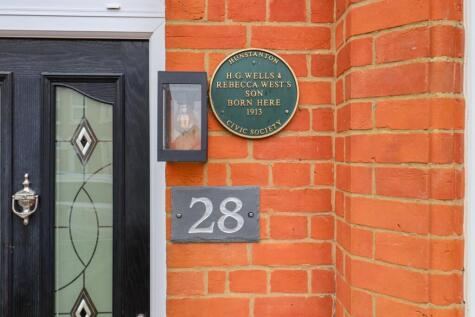 HUNSTANTON
H.G.WELLS &
REBECCA WEST'S
SON
BORN HERE
1913
CIVIC SOCIETY
28